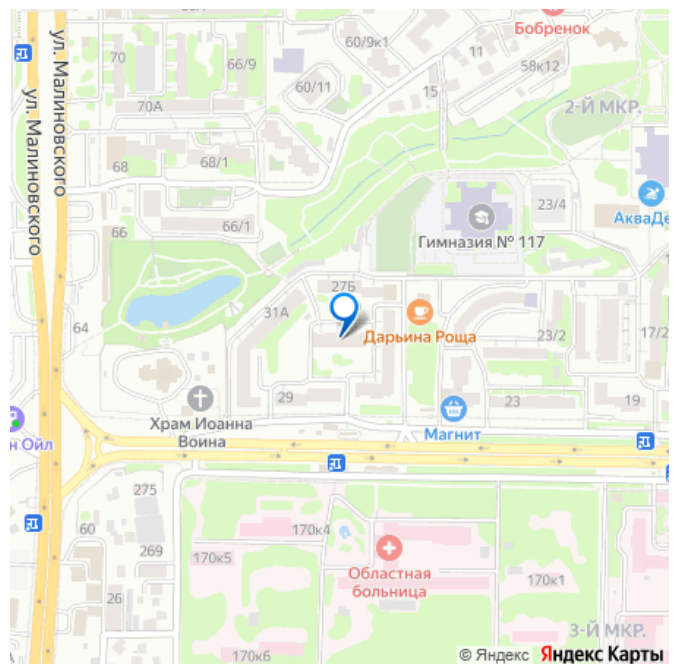 Бобренок
60/9к1
11
70
66/9
58к12
ул. Малиновского
ул. Малиновского
60/11
15
70А
2-Й МКР.
68
68/1
23/4
АкваДе
66/1
66
Гимназия № 117
27Б
31А
64
Дарьина Роща
23/2
17/2
29
23
19
Храм Иоанна
Воина
Магнит
н Ойл
275
60
170к4
269
170к5
Областная
больница
170к1
26
3-Й МКР.
170к6
© Яндекс Яндекс Карты